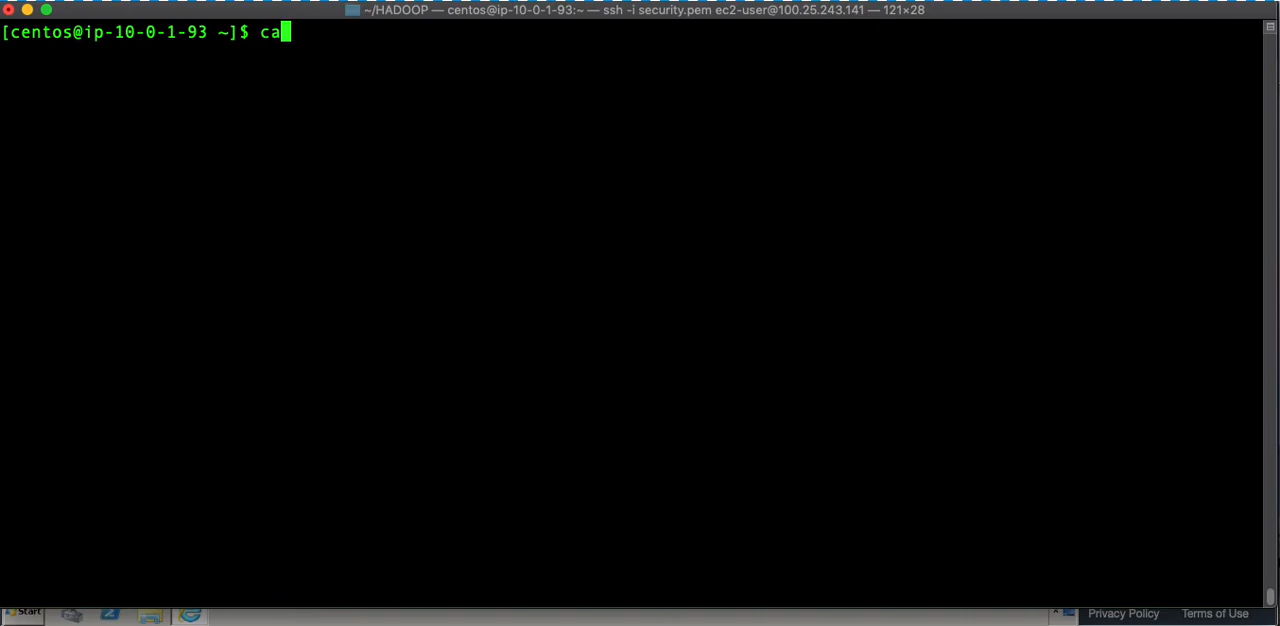 ~/HADOOP — centos@ip-10-0-1-93:~ — ssh -i security.pem ec2-user@100.25.243.141 — 121×28
[centos@ip-10-0-1-93 ~]$ ca
Start
Privacy Policy Terms of Use